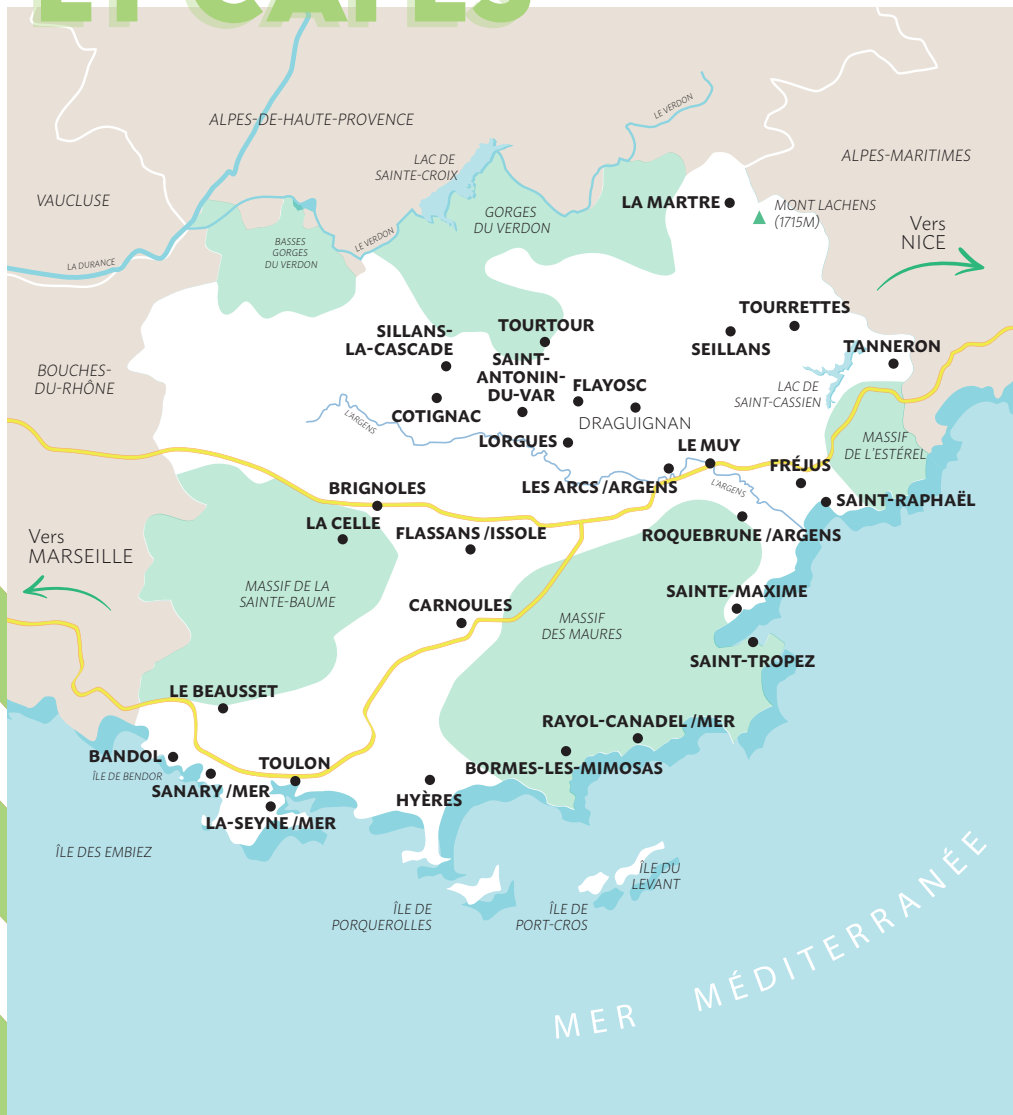 ET CAFÉS
ALPES-DE-HAUTE-PROVENCE
LE VERDON
LAC DE
SAINTE-CROIX
ALPES-MARITIMES
VAUCLUSE
LA MARTRE
MONT LACHENS
(1715M)
GORGES
DU VERDON
Vers
NICE
BASSES
GORGES
DU VERDON
LE VERDON
LA DURANCE
TOURRETTES
SILLANS-
LA-CASCADE
TOURTOUR
SEILLANS
TANNERON
SAINT-
ANTONIN-
DU-VAR
BOUCHES-
DU-RHÔNE
FLAYOSC
LAC DE
SAINT-CASSIEN
COTIGNAC
L'ARGENS
DRAGUIGNAN
LORGUES
LE MUY
MASSIF
DE L'ESTÉREL
FRÉJUS
BRIGNOLES
LES ARCS /ARGENS
L'ARGENS
SAINT-RAPHAËL
LA CELLE
FLASSANS /ISSOLE
ROQUEBRUNE /ARGENS
Vers
MARSEILLE
MASSIF DE LA
SAINTE-BAUME
SAINTE-MAXIME
CARNOULES
MASSIF
DES MAURES
SAINT-TROPEZ
LE BEAUSSET
RAYOL-CANADEL /MER
BANDOL
TOULON
BORMES-LES-MIMOSAS
ÎLE DE BENDOR
SANARY /MER
HYÈRES
LA-SEYNE /MER
ÎLE DES EMBIEZ
ÎLE DU
LEVANT
ÎLE DE
PORQUEROLLES
ÎLE DE
PORT-CROS
MER MÉDITERRANÉE